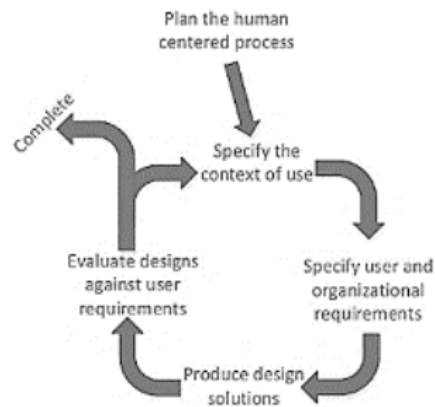 Plan the human
centered process
Complete
Specify the
context of use
Specify user and
organizational
requirements
Produce design
solutions
Evaluate designs
against user
requirements